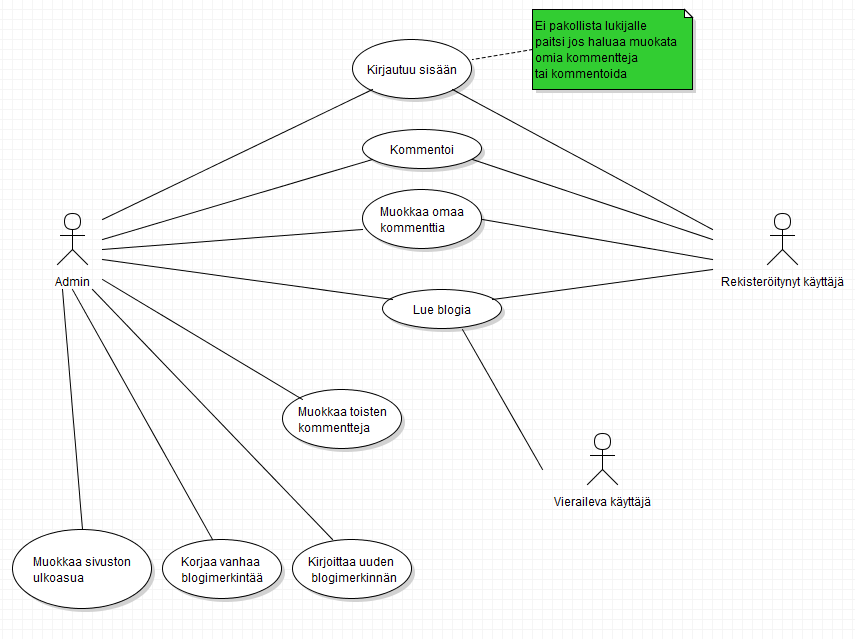 Ei pakollista lukijalle
paitsi jos haluaa muokata
omia kommentteja
tai kommentoida
Kirjautuu sisään
Kommentoi
Muokkaa omaa
kommenttia
Admin
Rekisteröitynyt käyttäjä
Lue blogia
Muokkaa toisten
kommentteja
Vieraileva käyttäjä
Muokkaa sivuston
ulkoasua
Korjaa vanhaa
blogimerkintää
Kirjoittaa uuden
blogimerkinnän